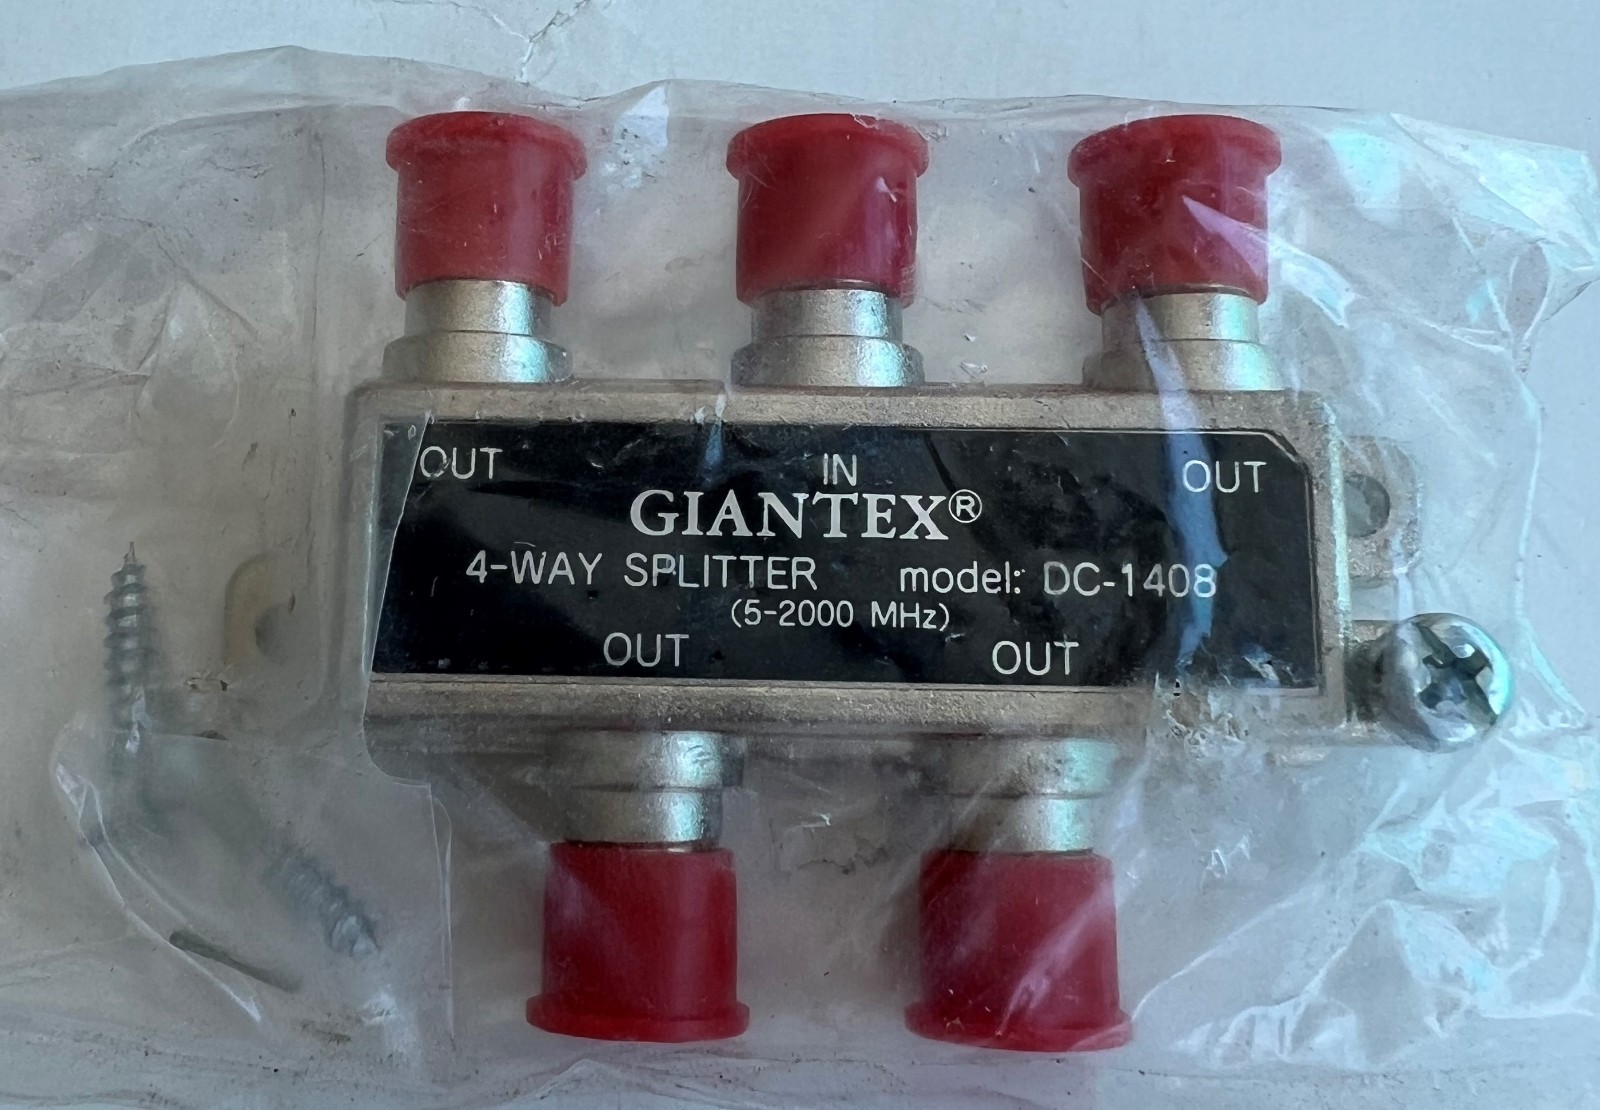 OUT IN OUT
GIANTEX®
4-WAY SPLITTER model: DC-1408
(5-2000 MHz)
OUT OUT